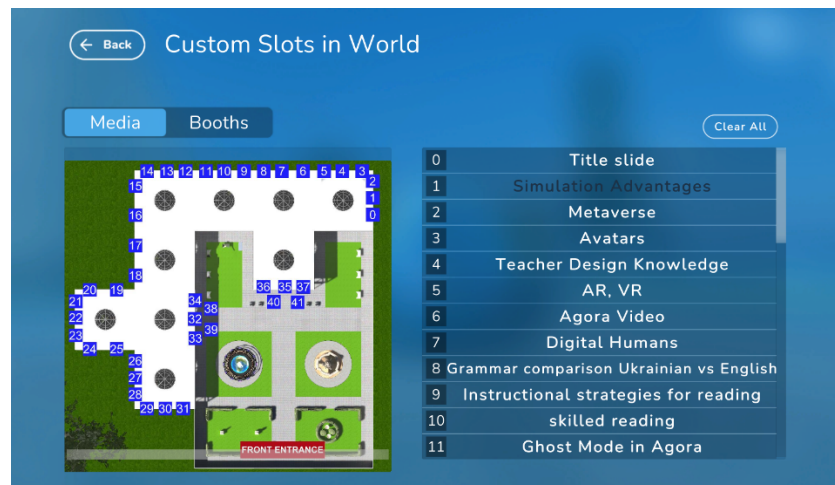 ← Back
Custom Slots in World
Media
Booths
Clear All
14 13 12 11 10 9 8 7 6 5 4 3
15
2
1
16
0
17
18
36 35 37
20 19
21
34
38
40 41
22
32
39
23
33
24 25
26
27
28
29 30 31
FRONT ENTRANCE
0 Title slide
1 Simulation Advantages
2 Metaverse
3 Avatars
4 Teacher Design Knowledge
5 AR, VR
6 Agora Video
7 Digital Humans
8 Grammar comparison Ukrainian vs English
9 Instructional strategies for reading
10 skilled reading
11 Ghost Mode in Agora